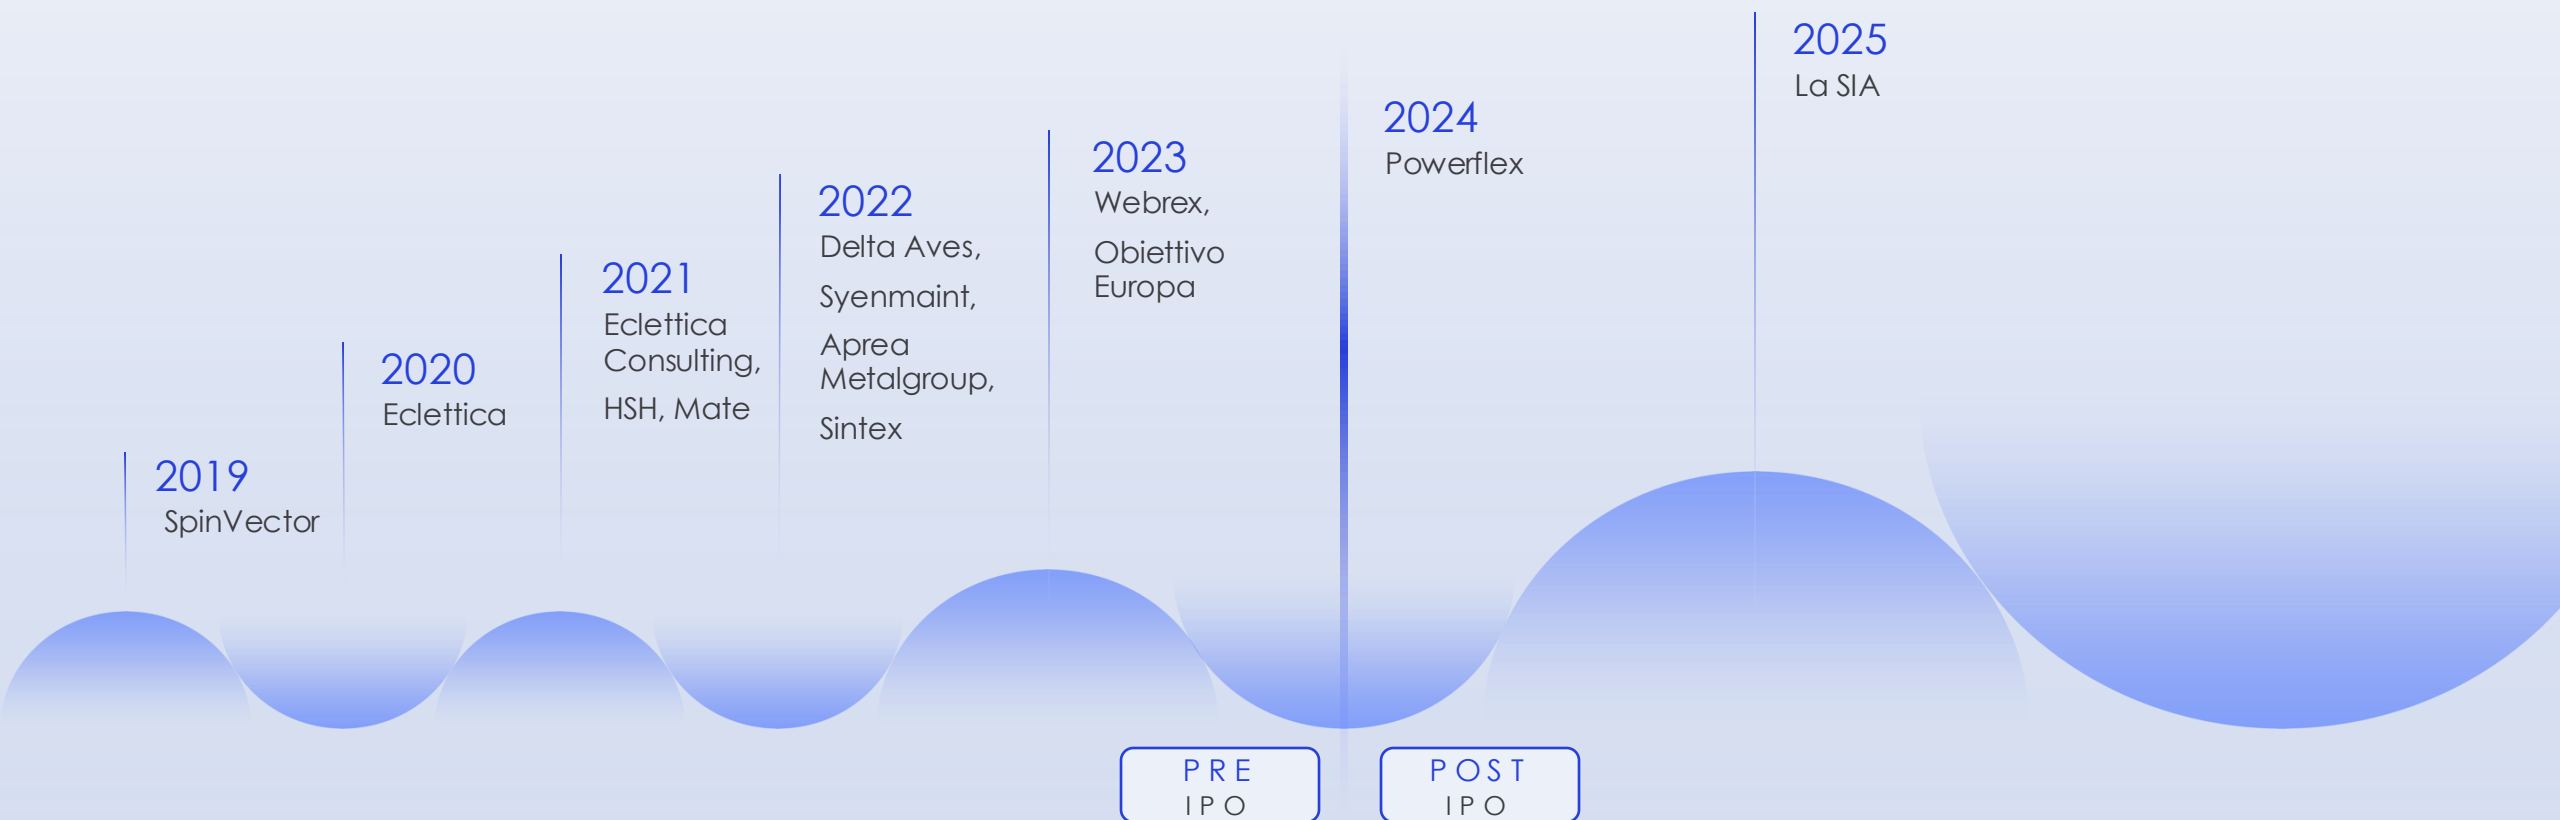 2019
SpinVector
2020
Eclettica
2021
Eclettica
Consulting,
HSH, Mate
2022
Delta Aves,
Syenmaint,
Aprea
Metalgroup,
Sintex
2023
Webrex,
Obiettivo
Europa
2024
Powerflex
2025
La SIA
PRE
IPO
POST
IPO